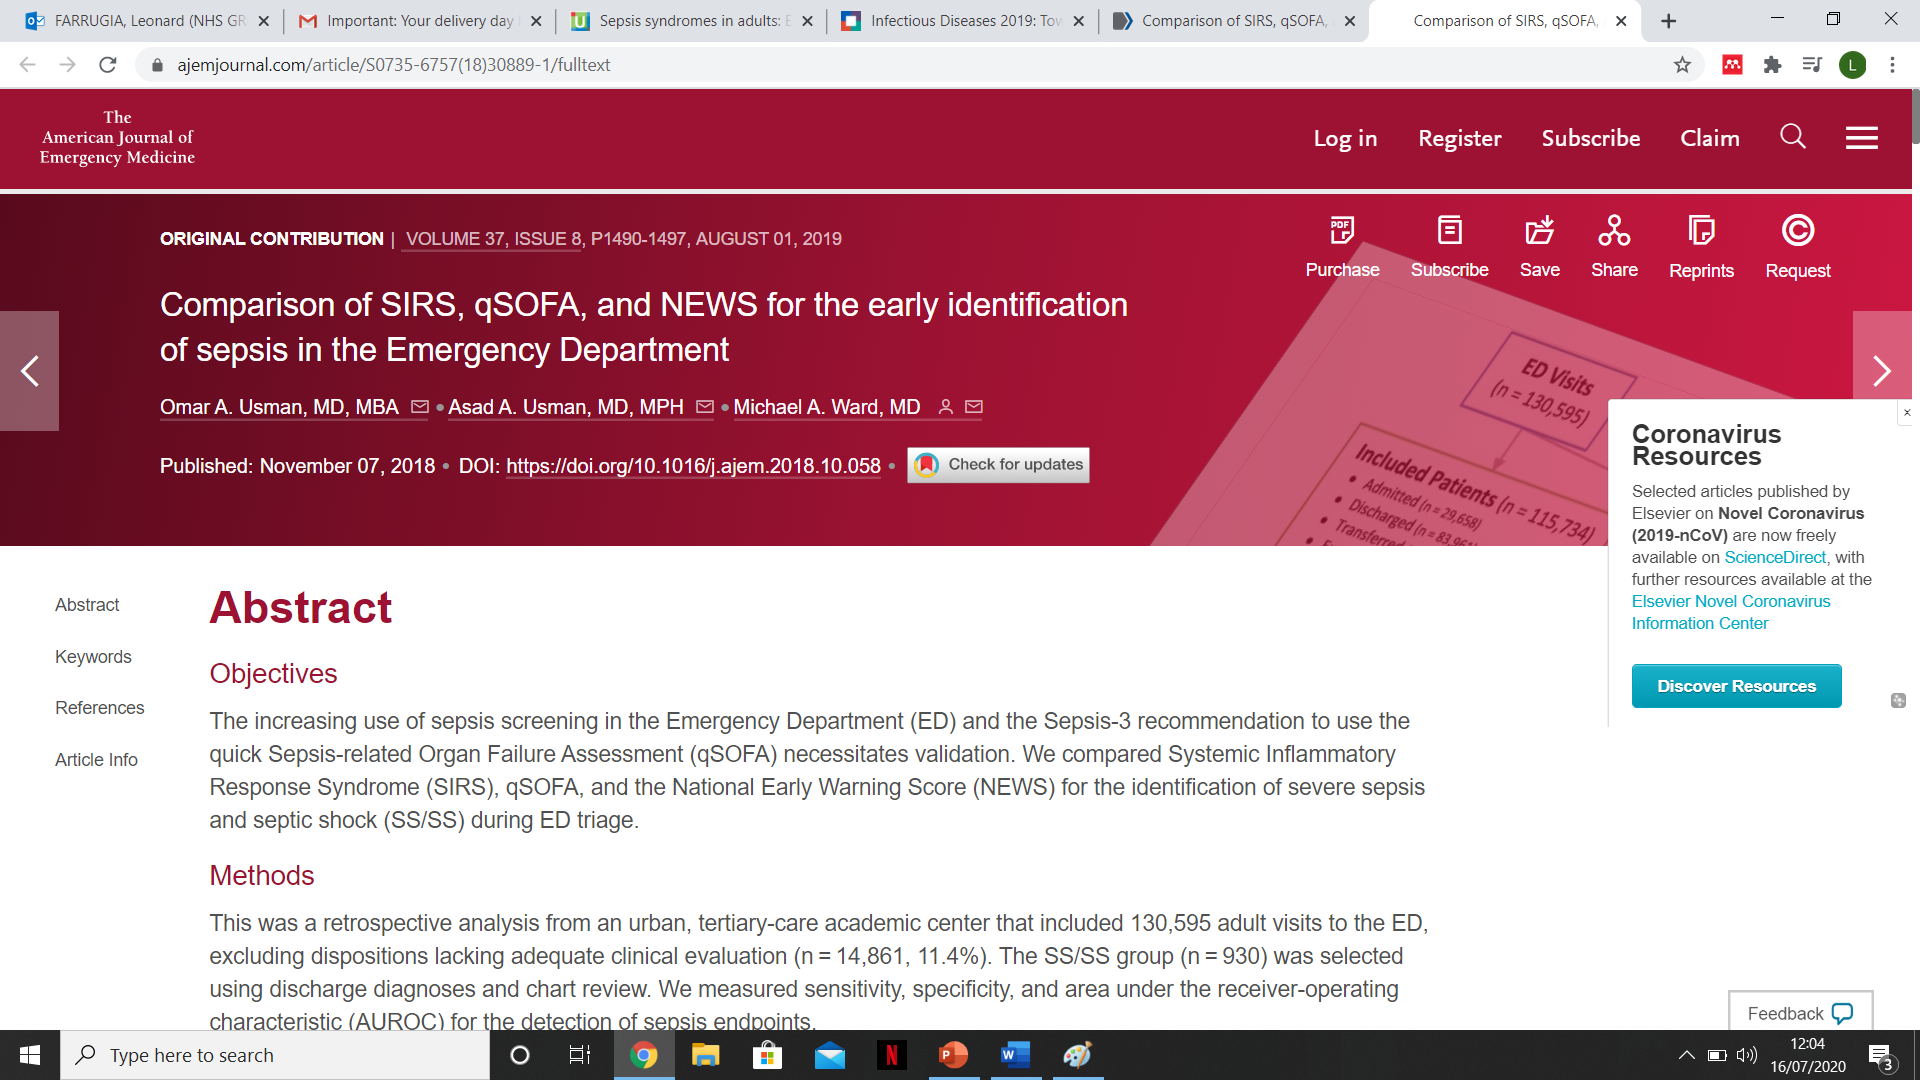 FARRUGIA, Leonard (NHS GR
Important: Your delivery day
Sepsis syndromes in adults: E
Infectious Diseases 2019: Tov
Comparison of SIRS, qSOFA,
Comparison of SIRS, qSOFA,
ajemjournal.com/article/S0735-6757(18)30889-1/fulltext
L
The
American Journal of
Emergency Medicine
Log in
Register
Subscribe
Claim
ORIGINAL CONTRIBUTION | VOLUME 37, ISSUE 8, P1490-1497, AUGUST 01, 2019
PDF
Purchase
Subscribe
Save
Share
Reprints
Request
Comparison of SIRS, qSOFA, and NEWS for the early identification
of sepsis in the Emergency Department
Omar A. Usman, MD, MBA • Asad A. Usman, MD, MPH • Michael A. Ward, MD
Published: November 07, 2018 • DOI: https://doi.org/10.1016/j.ajem.2018.10.058 •
Check for updates
ED Visits
(n = 130,595)
Included Patients (n = 115,734)
• Admitted (n = 29,658)
• Discharged (n = 83,961)
• Transferred
Coronavirus
Resources
Selected articles published by
Elsevier on Novel Coronavirus
(2019-nCoV) are now freely
available on ScienceDirect, with
further resources available at the
Elsevier Novel Coronavirus
Information Center
Discover Resources
Abstract
Keywords
References
Article Info
Abstract
Objectives
The increasing use of sepsis screening in the Emergency Department (ED) and the Sepsis-3 recommendation to use the
quick Sepsis-related Organ Failure Assessment (qSOFA) necessitates validation. We compared Systemic Inflammatory
Response Syndrome (SIRS), qSOFA, and the National Early Warning Score (NEWS) for the identification of severe sepsis
and septic shock (SS/SS) during ED triage.
Methods
This was a retrospective analysis from an urban, tertiary-care academic center that included 130,595 adult visits to the ED,
excluding dispositions lacking adequate clinical evaluation (n = 14,861, 11.4%). The SS/SS group (n = 930) was selected
using discharge diagnoses and chart review. We measured sensitivity, specificity, and area under the receiver-operating
characteristic (AUROC) for the detection of sepsis endpoints.
Feedback
Type here to search
12:04
16/07/2020
3